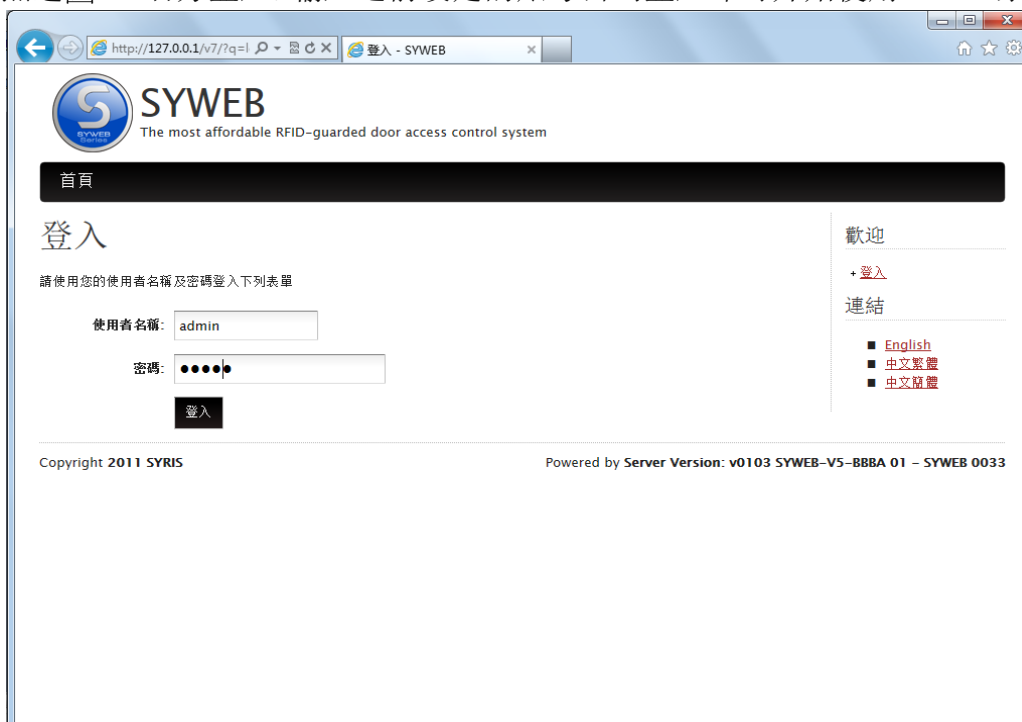 http://127.0.0.1/v7/?q=l
登入 - SYWEB
SYWEB
SYWEB
Series
The most affordable RFID-guarded door access control system
首頁
登入
請使用您的使用者名稱及密碼登入下列表單
使用者名稱: admin
密碼:
登入
歡迎
登入
連結
English
中文繁體
中文簡體
Copyright 2011 SYRIS
Powered by Server Version: v0103 SYWEB-V5-BBBA 01 - SYWEB 0033